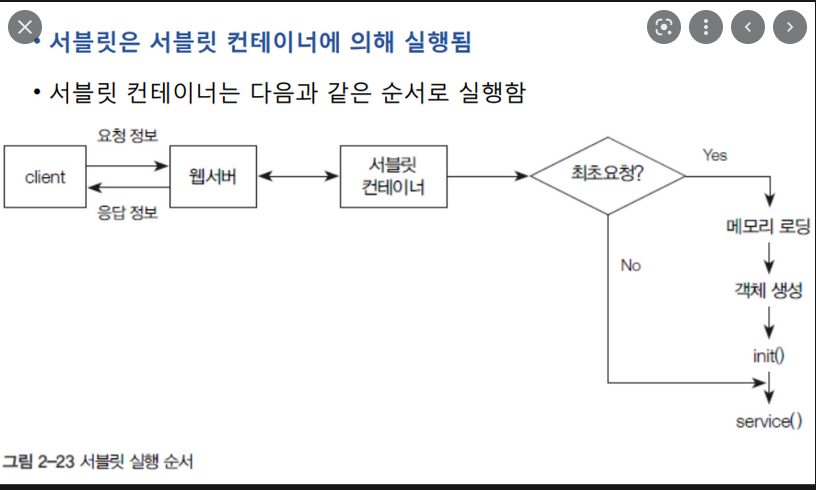 • 서블릿은 서블릿 컨테이너에 의해 실행됨
• 서블릿 컨테이너는 다음과 같은 순서로 실행함
요청 정보
client
웹서버
응답 정보
서블릿
컨테이너
최초요청?
Yes
No
메모리 로딩
객체 생성
init()
service()
그림 2-23 서블릿 실행 순서